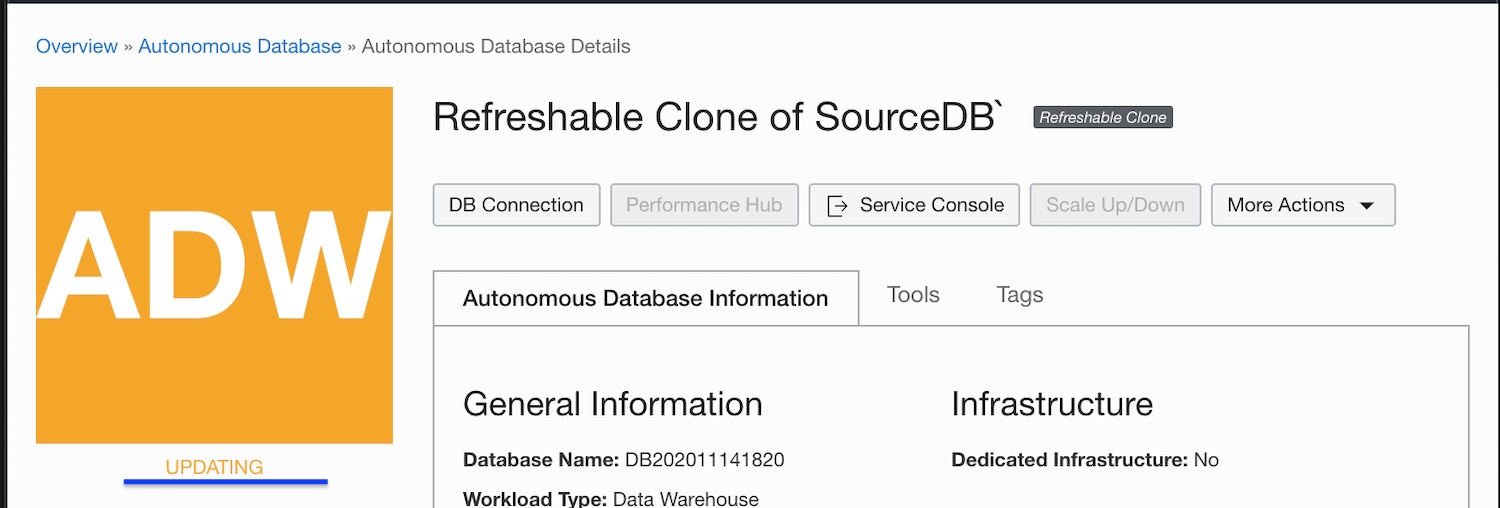 Overview » Autonomous Database » Autonomous Database Details
ADW
UPDATING
Refreshable Clone of SourceDB` Refreshable Clone
DB Connection Performance Hub Service Console Scale Up/Down More Actions
Autonomous Database Information Tools Tags
General Information
Database Name: DB202011141820
Workload Type: Data Warehouse
Infrastructure
Dedicated Infrastructure: No